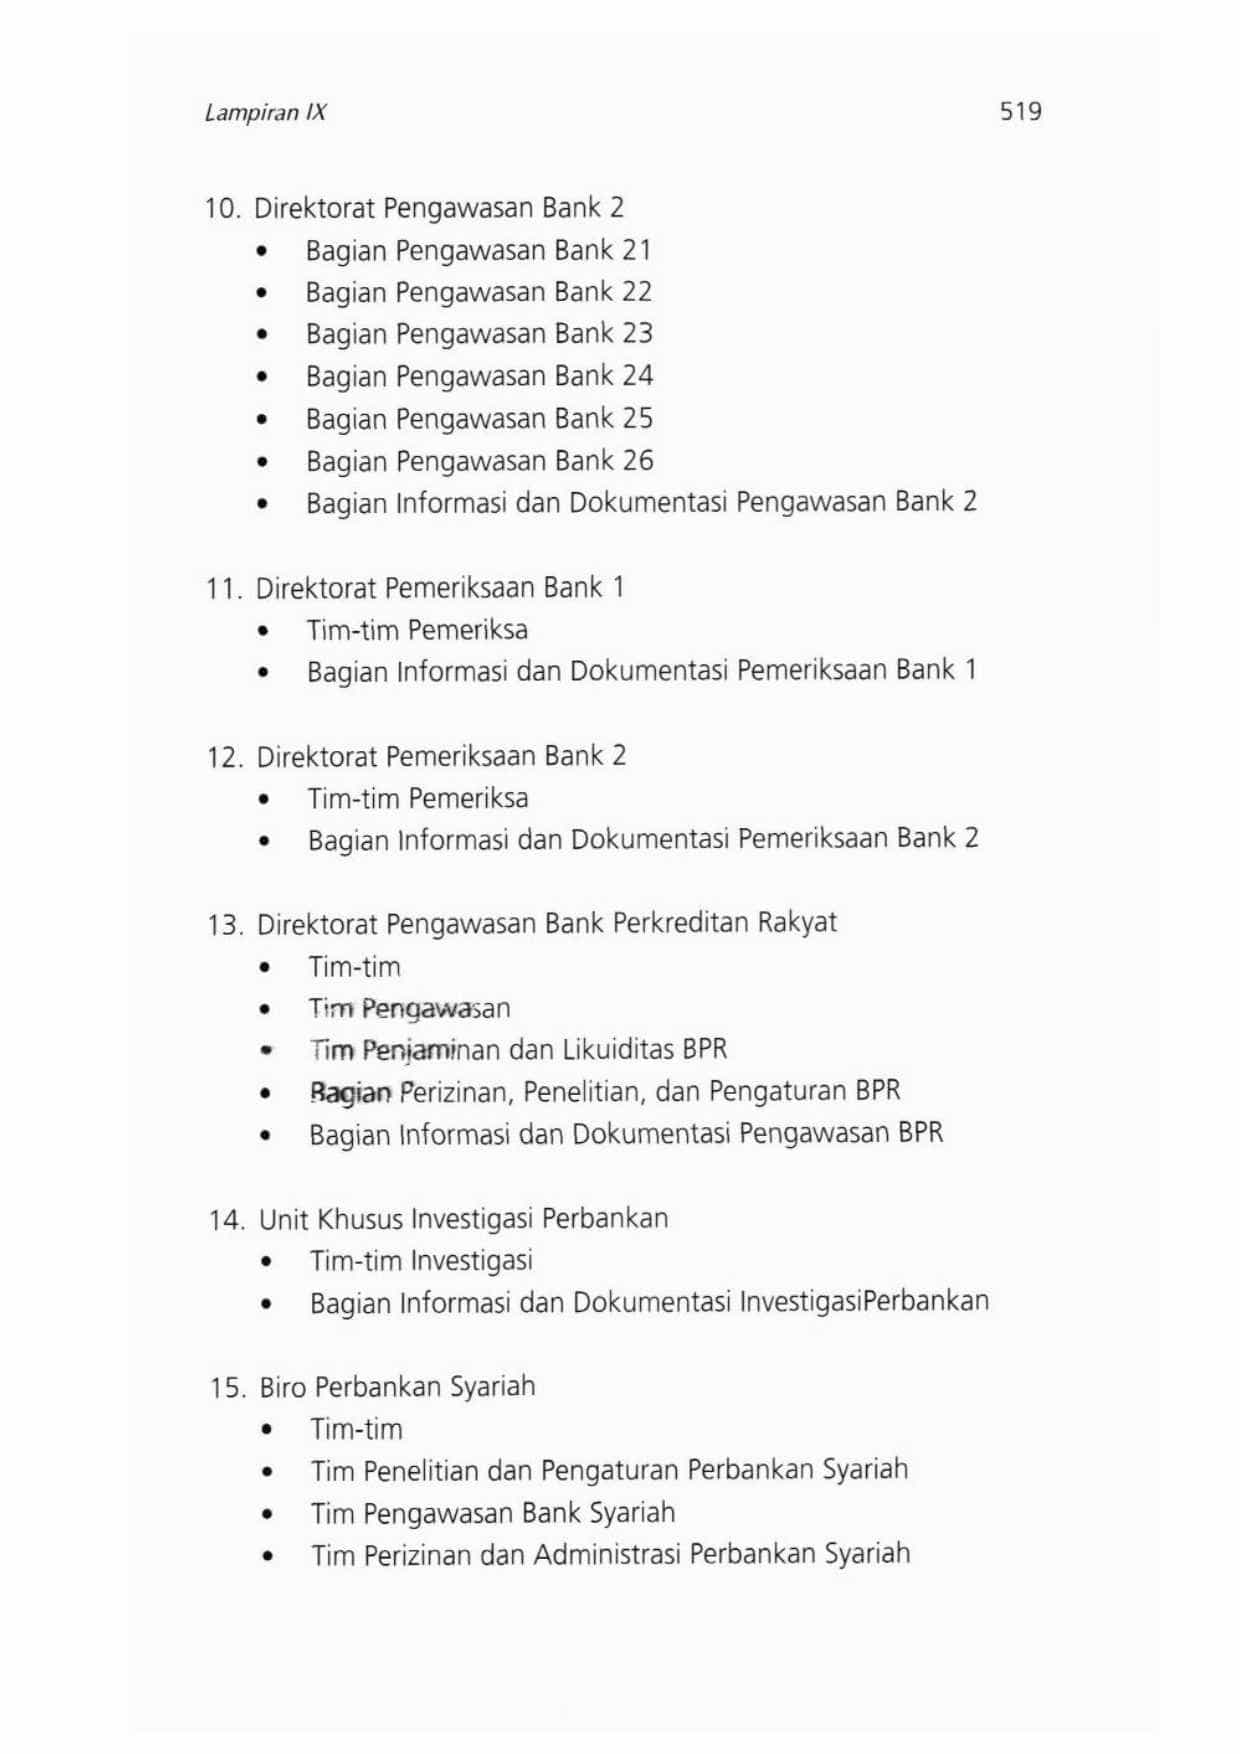 Lampiran IX 519
10. Direktorat Pengawasan Bank 2
• Bagian Pengawasan Bank 21
• Bagian Pengawasan Bank 22
• Bagian Pengawasan Bank 23
• Bagian Pengawasan Bank 24
• Bagian Pengawasan Bank 25
• Bagian Pengawasan Bank 26
• Bagian Informasi dan Dokumentasi Pengawasan Bank 2
11. Direktorat Pemeriksaan Bank 1
• Tim-tim Pemeriksa
• Bagian Informasi dan Dokumentasi Pemeriksaan Bank 1
12. Direktorat Pemeriksaan Bank 2
• Tim-tim Pemeriksa
• Bagian Informasi dan Dokumentasi Pemeriksaan Bank 2
13. Direktorat Pengawasan Bank Perkreditan Rakyat
• Tim-tim
• Tim Pengawasan
• Tim Penjaminan dan Likuiditas BPR
• Bagian Perizinan, Penelitian, dan Pengaturan BPR
• Bagian Informasi dan Dokumentasi Pengawasan BPR
14. Unit Khusus Investigasi Perbankan
• Tim-tim Investigasi
• Bagian Informasi dan Dokumentasi InvestigasiPerbankan
15. Biro Perbankan Syariah
• Tim-tim
• Tim Penelitian dan Pengaturan Perbankan Syariah
• Tim Pengawasan Bank Syariah
• Tim Perizinan dan Administrasi Perbankan Syariah